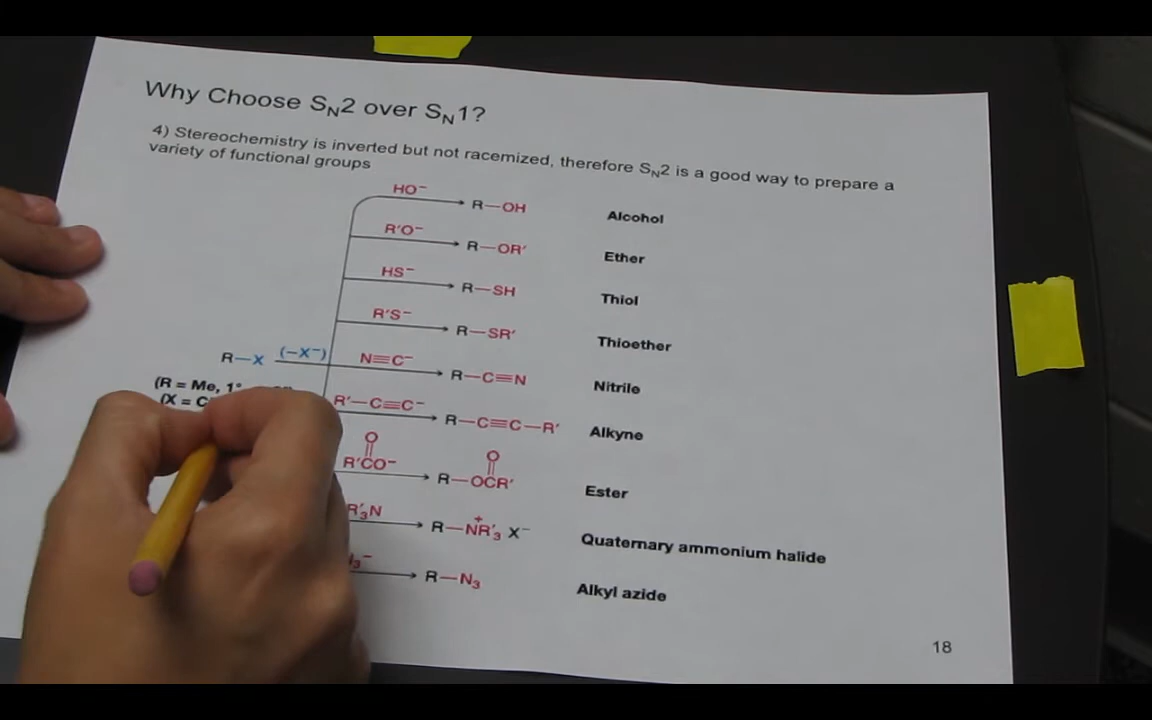 Why Choose SN2 over SN1?
4) Stereochemistry is inverted but not racemized, therefore SN2 is a good way to prepare a
variety of functional groups
HO⁻ R—OH Alcohol
R'O⁻ R—OR' Ether
HS⁻ R—SH Thiol
R'S⁻ R—SR' Thioether
R—X (—X⁻) N≡C⁻ R—C≡N Nitrile
(R = Me, 1°
(X = C
R'—C≡C⁻ R—C≡C—R' Alkyne
O O
R'CO⁻ R—OCR' Ester
R'₃N R—N⁺R'₃ X⁻ Quaternary ammonium halide
₃⁻ R—N₃ Alkyl azide
18